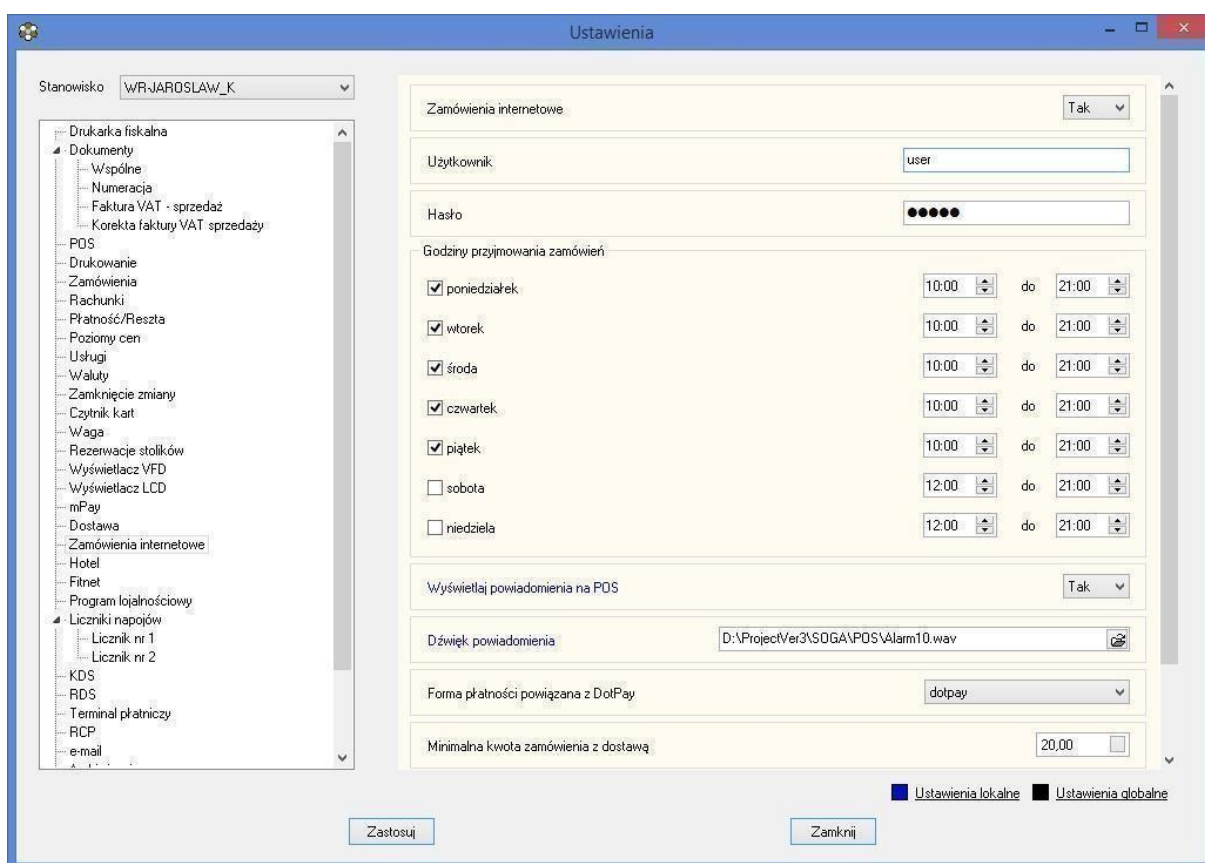 Ustawienia
Stanowisko WR-JAROSLAW_K
Drukarka fiskalna
Dokumenty
Wspólne
Numeracja
Faktura VAT - sprzedaż
Korekta faktury VAT sprzedaży
POS
Drukowanie
Zamówienia
Rachunki
Płatność/Reszta
Poziomy cen
Usługi
Waluty
Zamknięcie zmiany
Czytnik kart
Waga
Rezerwacje stolików
Wyświetlacz VFD
Wyświetlacz LCD
mPay
Dostawa
Zamówienia internetowe
Hotel
Fitnet
Program lojalnościowy
Liczniki napojów
Licznik nr 1
Licznik nr 2
KDS
RDS
Terminal płatniczy
RCP
e-mail
Zamówienia internetowe Tak
Użytkownik user
Hasło ●●●●●
Godziny przyjmowania zamówień
poniedziałek 10:00 do 21:00
wtorek 10:00 do 21:00
środa 10:00 do 21:00
czwartek 10:00 do 21:00
piątek 10:00 do 21:00
sobota 12:00 do 21:00
niedziela 12:00 do 21:00
Wyświetlaj powiadomienia na POS Tak
Dźwięk powiadomienia D:\ProjectVer3\SOGA\POS\Alarm10.wav
Forma płatności powiązana z DotPay dotpay
Minimalna kwota zamówienia z dostawą 20,00
Ustawienia lokalne Ustawienia globalne
Zastosuj Zamknij